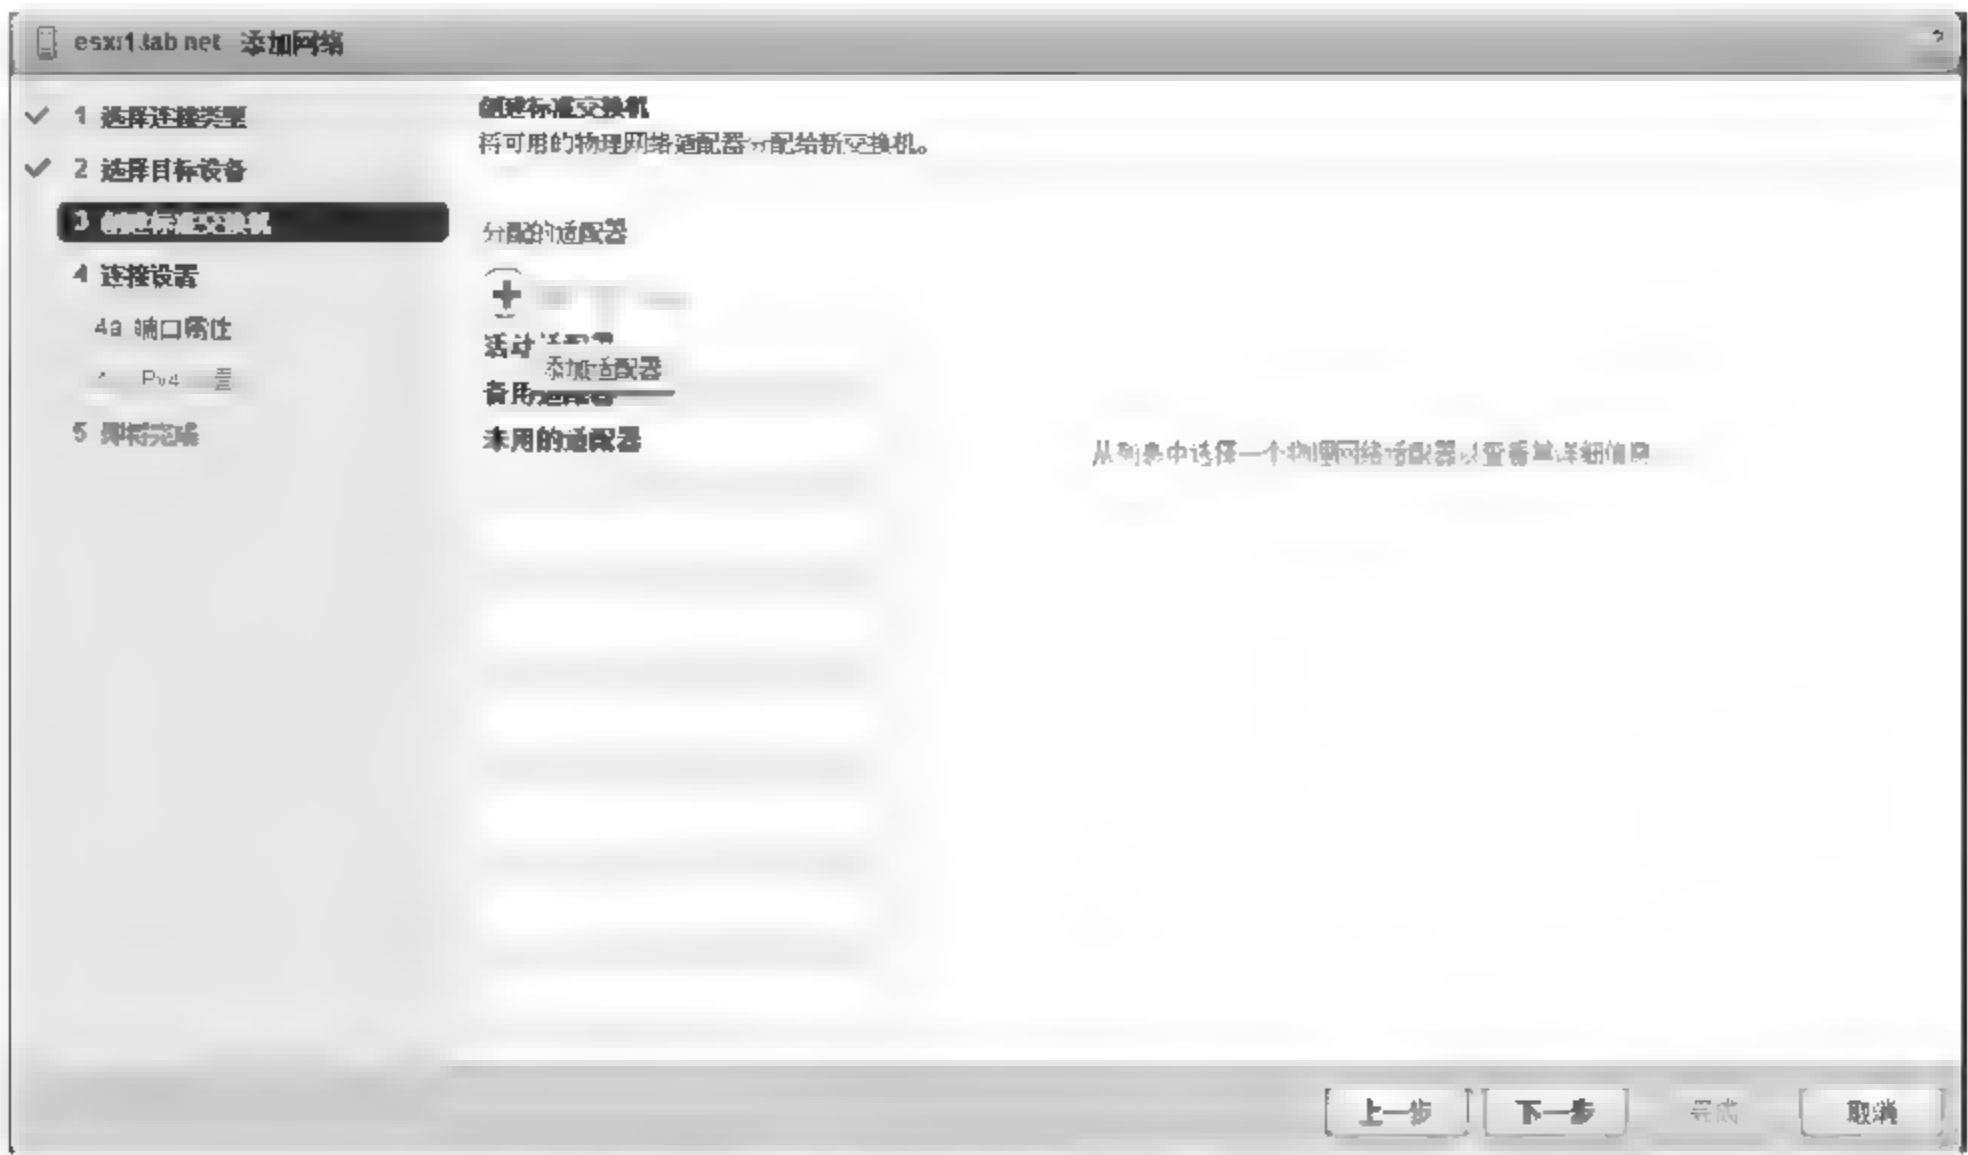 esxi1.lab.net 添加网络
?
1 选择连接类型
2 选择目标设备
3 创建标准交换机
4 连接设置
4a 端口属性
IPv4 置
5 即将完成
创建标准交换机
将可用的物理网络适配器分配给新交换机。
分配的适配器
活动适配器
添加适配器
备用适配器
未用的适配器
从列表中选择一个物理网络适配器以查看其详细信息
上一步
下一步
完成
取消